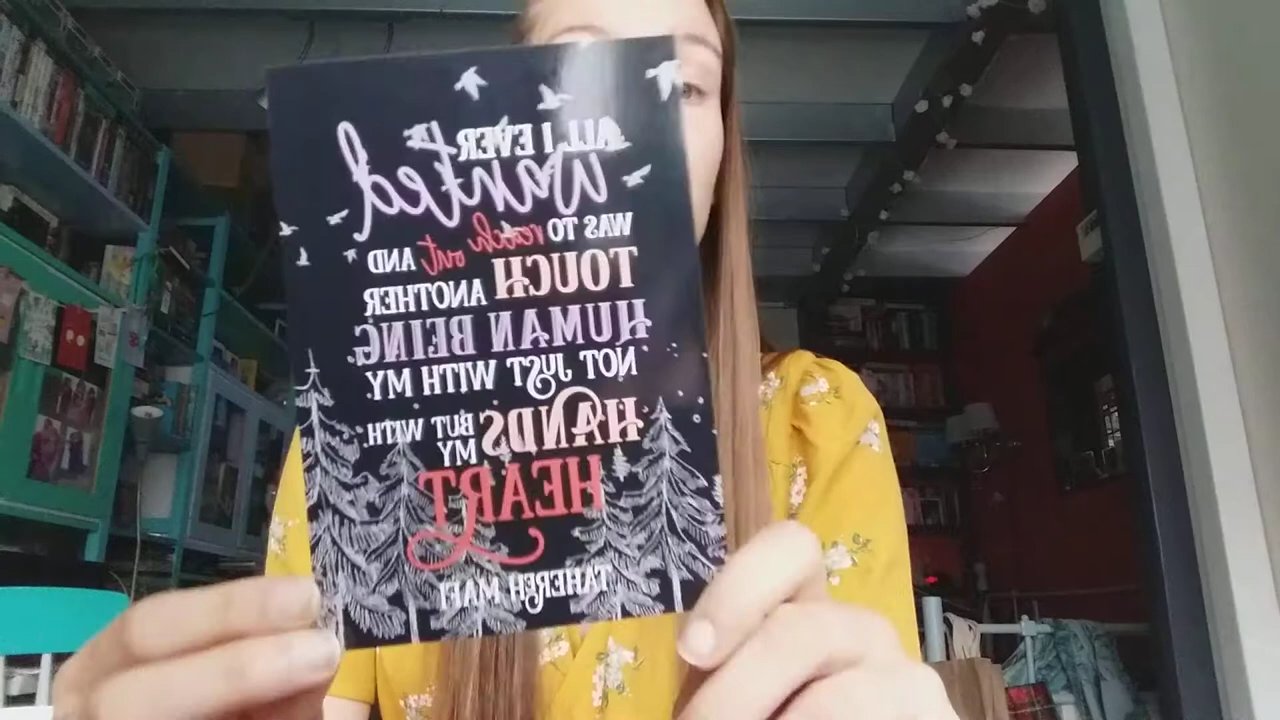 ALL I EVER
wanted
WAS TO reach out AND
TOUCH ANOTHER
HUMAN BEING
NOT JUST WITH MY
HANDS BUT WITH
MY
HEART
TAHEREH MAFI